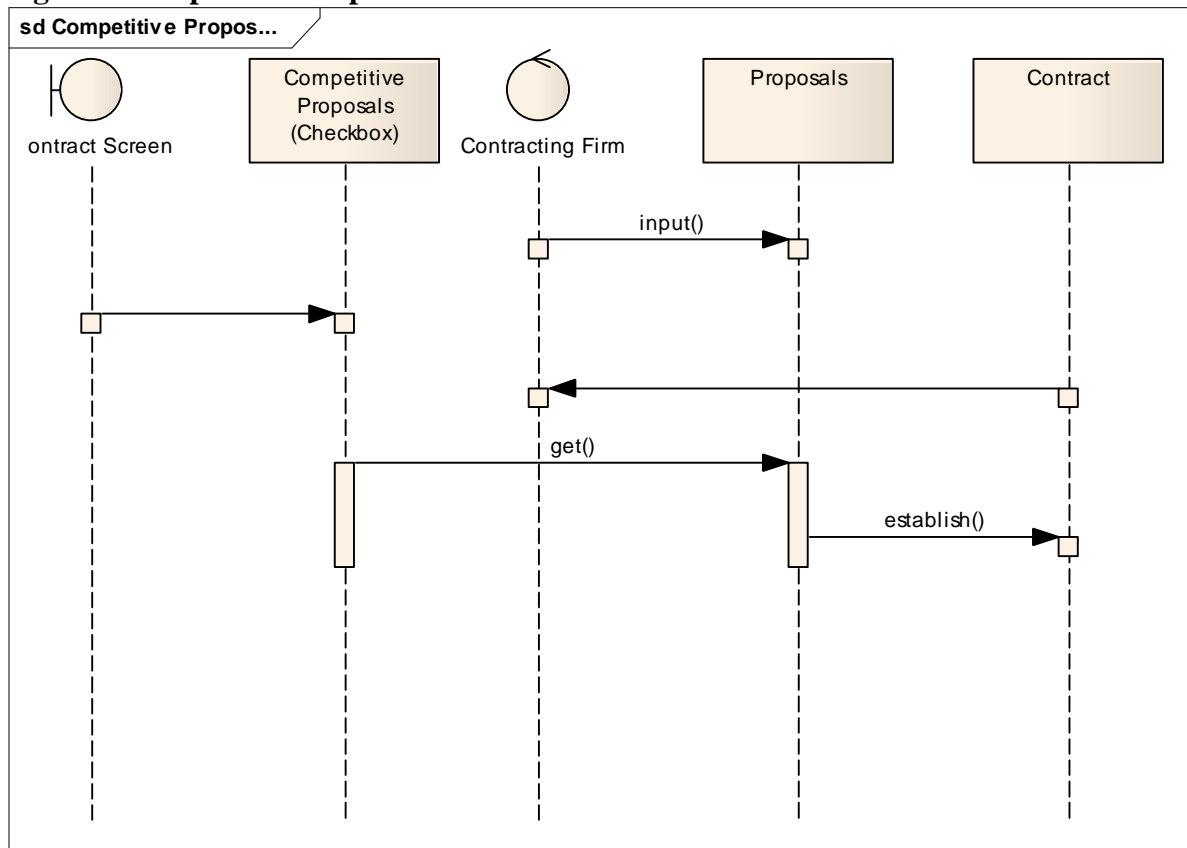 sd Competitive Propos...
ontract Screen
Competitive
Proposals
(Checkbox)
Contracting Firm
Proposals
Contract
input()
get()
establish()